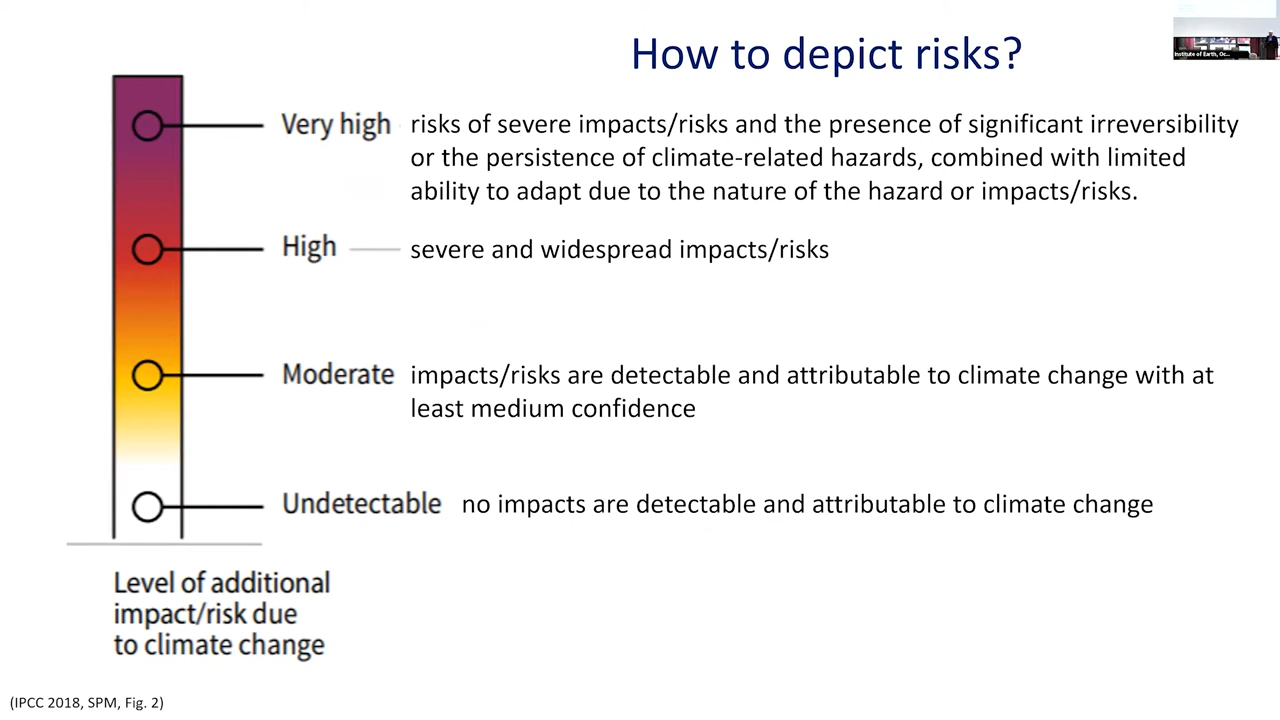 How to depict risks?
Institute of Earth, Oc...
Very high
risks of severe impacts/risks and the presence of significant irreversibility
or the persistence of climate-related hazards, combined with limited
ability to adapt due to the nature of the hazard or impacts/risks.
High
severe and widespread impacts/risks
Moderate
impacts/risks are detectable and attributable to climate change with at
least medium confidence
Undetectable
no impacts are detectable and attributable to climate change
Level of additional
impact/risk due
to climate change
(IPCC 2018, SPM, Fig. 2)